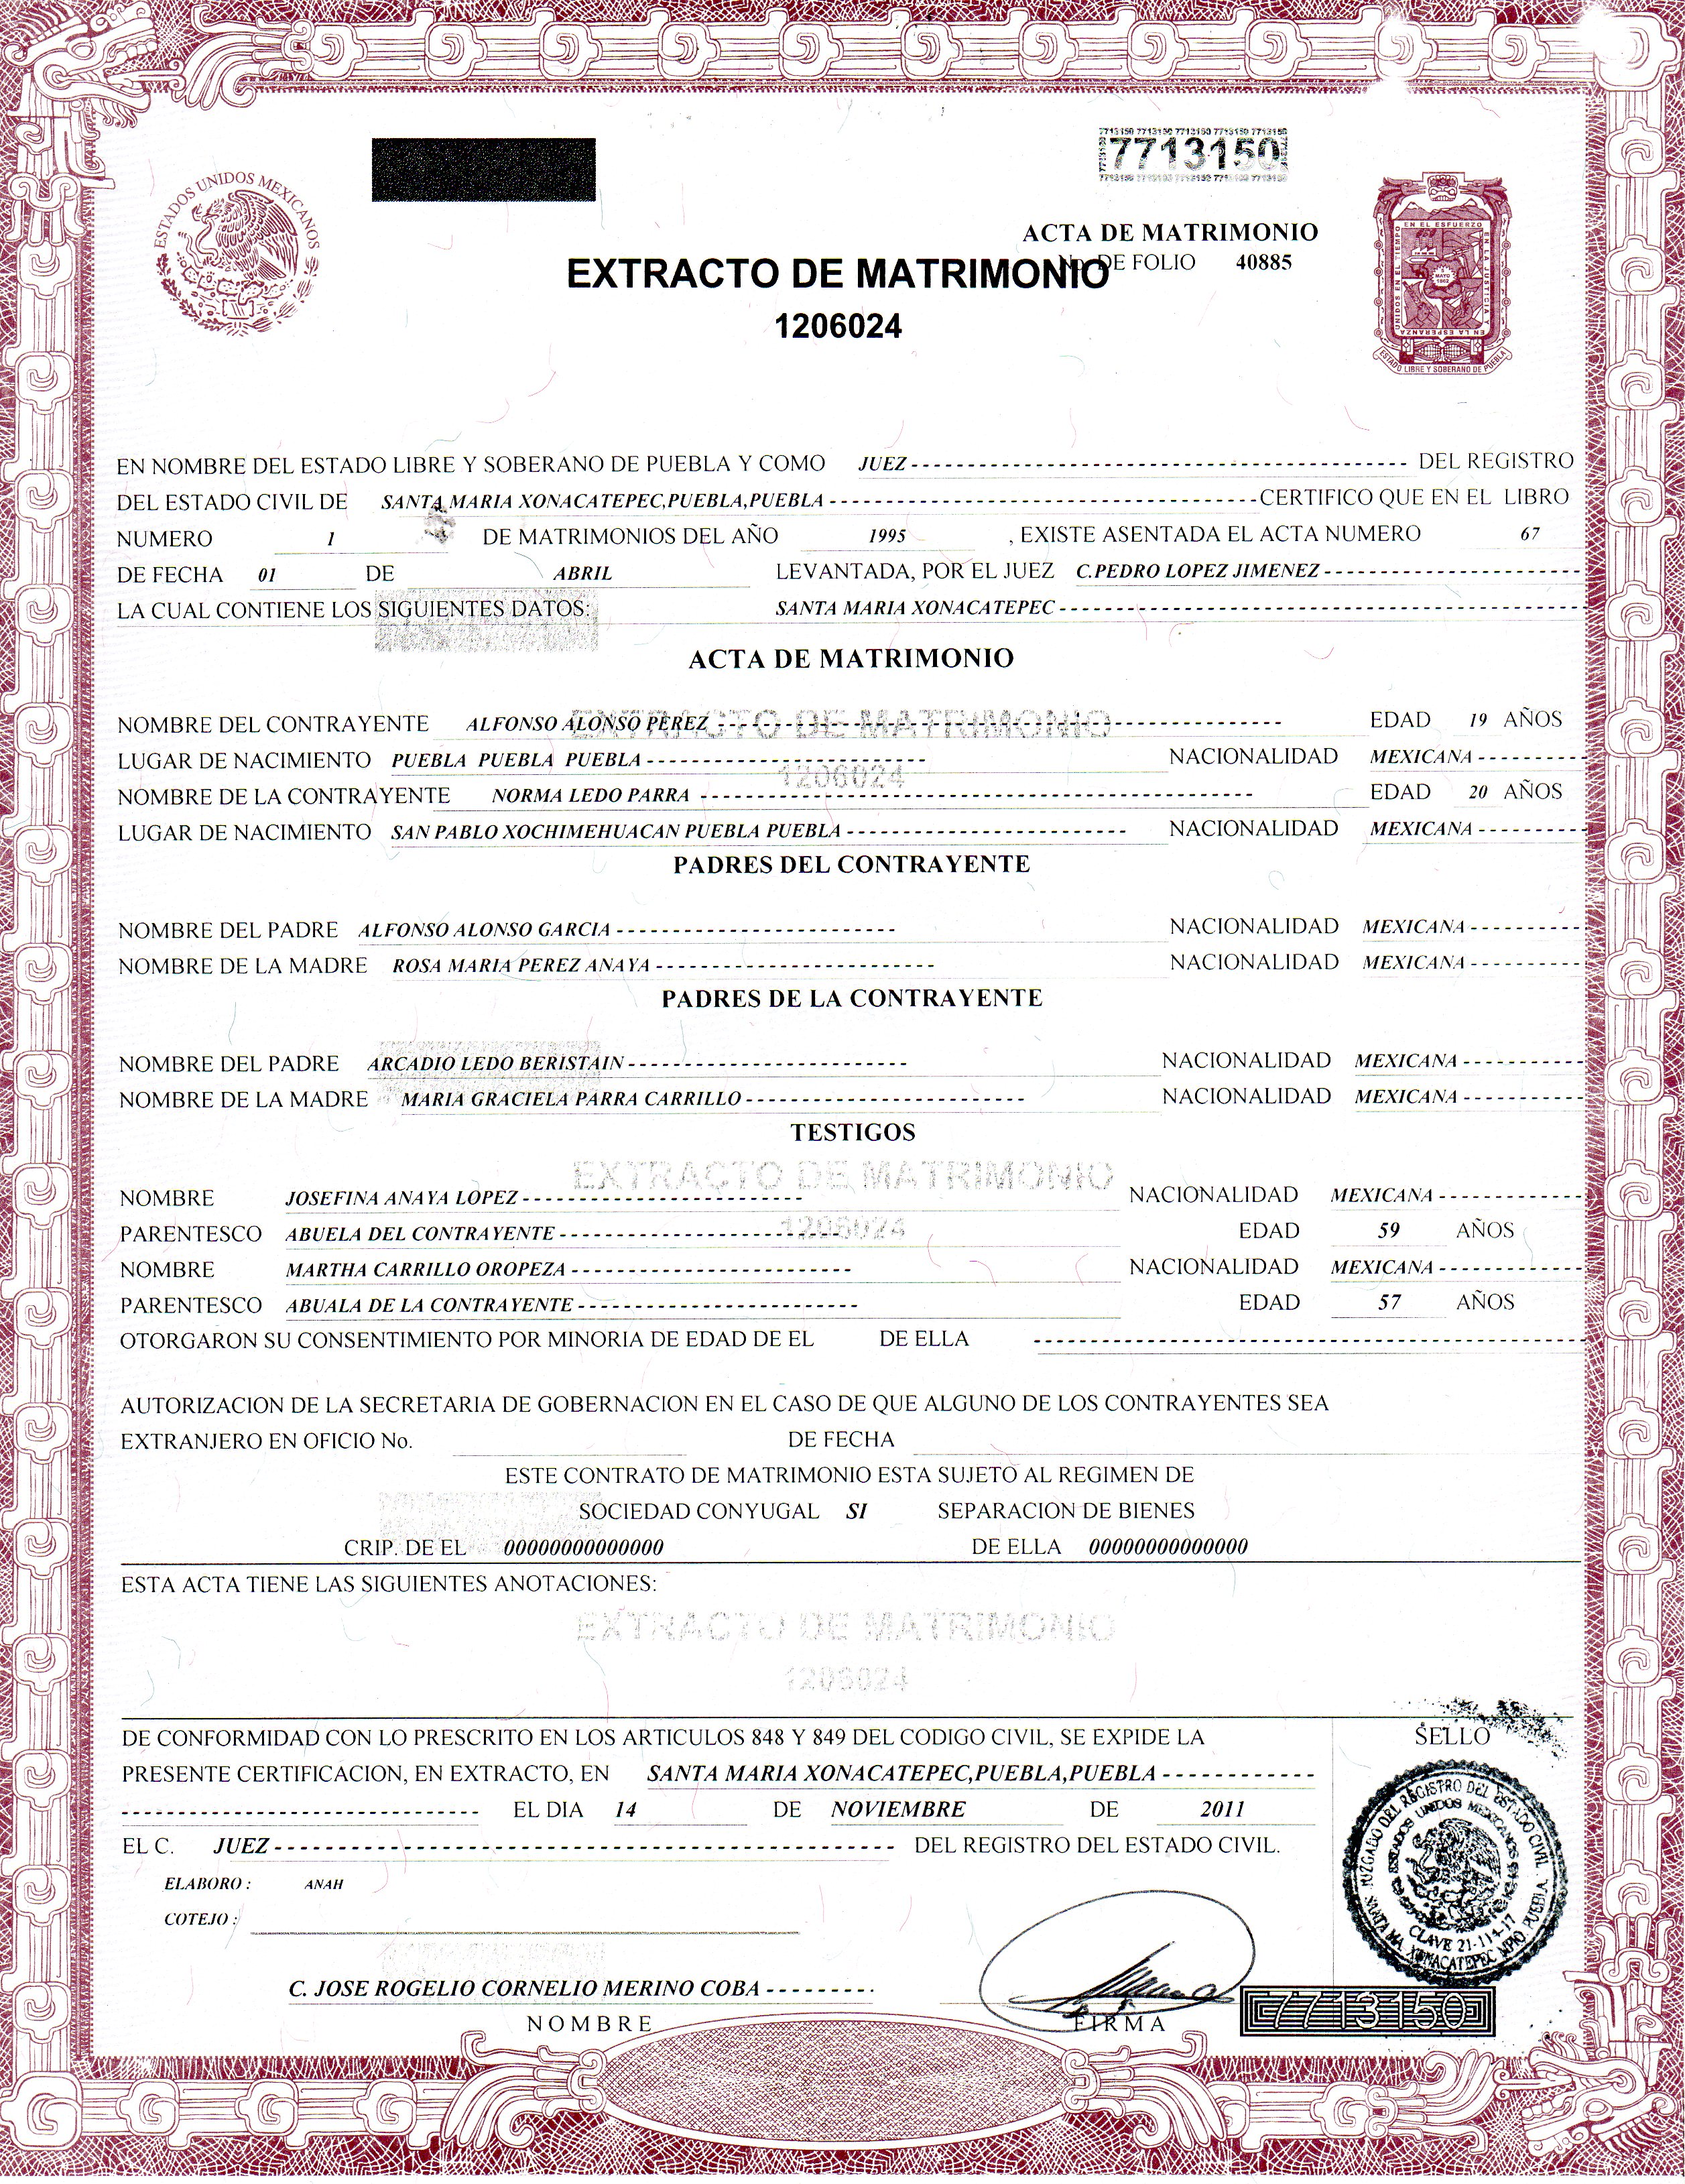 7713150
ESTADOS UNIDOS MEXICANOS
ACTA DE MATRIMONIO
No. DE FOLIO 40885
EXTRACTO DE MATRIMONIO
1206024
EN EL ESFUERZO
EN LA JUSTICIA Y
EN LA ESPERANZA
UNIDOS EN EL TIEMPO
5 MAYO 1862
ESTADO LIBRE Y SOBERANO DE PUEBLA
EN NOMBRE DEL ESTADO LIBRE Y SOBERANO DE PUEBLA Y COMO JUEZ DEL REGISTRO
DEL ESTADO CIVIL DE SANTA MARIA XONACATEPEC,PUEBLA,PUEBLA CERTIFICO QUE EN EL LIBRO
NUMERO 1 DE MATRIMONIOS DEL AÑO 1995 , EXISTE ASENTADA EL ACTA NUMERO 67
DE FECHA 01 DE ABRIL LEVANTADA, POR EL JUEZ C.PEDRO LOPEZ JIMENEZ
LA CUAL CONTIENE LOS SIGUIENTES DATOS: SANTA MARIA XONACATEPEC
ACTA DE MATRIMONIO
NOMBRE DEL CONTRAYENTE ALFONSO ALONSO PEREZ EDAD 19 AÑOS
EXTRACTO DE MATRIMONIO
LUGAR DE NACIMIENTO PUEBLA PUEBLA PUEBLA NACIONALIDAD MEXICANA
1206024
NOMBRE DE LA CONTRAYENTE NORMA LEDO PARRA EDAD 20 AÑOS
LUGAR DE NACIMIENTO SAN PABLO XOCHIMEHUACAN PUEBLA PUEBLA NACIONALIDAD MEXICANA
PADRES DEL CONTRAYENTE
NOMBRE DEL PADRE ALFONSO ALONSO GARCIA NACIONALIDAD MEXICANA
NOMBRE DE LA MADRE ROSA MARIA PEREZ ANAYA NACIONALIDAD MEXICANA
PADRES DE LA CONTRAYENTE
NOMBRE DEL PADRE ARCADIO LEDO BERISTAIN NACIONALIDAD MEXICANA
NOMBRE DE LA MADRE MARIA GRACIELA PARRA CARRILLO NACIONALIDAD MEXICANA
TESTIGOS
EXTRACTO DE MATRIMONIO
NOMBRE JOSEFINA ANAYA LOPEZ NACIONALIDAD MEXICANA
PARENTESCO ABUELA DEL CONTRAYENTE EDAD 59 AÑOS
1206024
NOMBRE MARTHA CARRILLO OROPEZA NACIONALIDAD MEXICANA
PARENTESCO ABUALA DE LA CONTRAYENTE EDAD 57 AÑOS
OTORGARON SU CONSENTIMIENTO POR MINORIA DE EDAD DE EL DE ELLA
AUTORIZACION DE LA SECRETARIA DE GOBERNACION EN EL CASO DE QUE ALGUNO DE LOS CONTRAYENTES SEA
EXTRANJERO EN OFICIO No. DE FECHA
ESTE CONTRATO DE MATRIMONIO ESTA SUJETO AL REGIMEN DE
SOCIEDAD CONYUGAL SI SEPARACION DE BIENES
CRIP. DE EL 00000000000000 DE ELLA 00000000000000
ESTA ACTA TIENE LAS SIGUIENTES ANOTACIONES:
EXTRACTO DE MATRIMONIO
1206024
DE CONFORMIDAD CON LO PRESCRITO EN LOS ARTICULOS 848 Y 849 DEL CODIGO CIVIL, SE EXPIDE LA
PRESENTE CERTIFICACION, EN EXTRACTO, EN SANTA MARIA XONACATEPEC,PUEBLA,PUEBLA
EL DIA 14 DE NOVIEMBRE DE 2011
EL C. JUEZ DEL REGISTRO DEL ESTADO CIVIL.
SELLO
JUZGADO DEL REGISTRO DEL ESTADO CIVIL
ESTADOS UNIDOS MEXICANOS
CLAVE 21-114-17
SANTA MA. XONACATEPEC MPIO PUEBLA
ELABORO : ANAH
COTEJO :
C. JOSE ROGELIO CORNELIO MERINO COBA
NOMBRE FIRMA
7713150